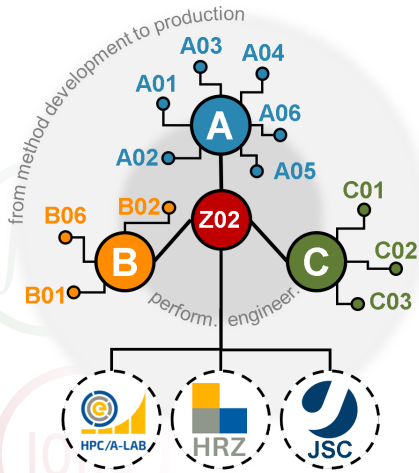 from method development to production
A03
A04
A01
A
A06
A02
A05
B02
C01
B06
Z02
B
C
C02
B01
C03
perform. engineer.
HPC/A-LAB
HRZ
JSC